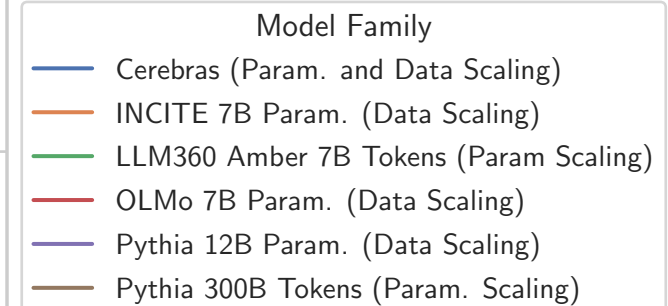 Model Family
Cerebras (Param. and Data Scaling)
INCITE 7B Param. (Data Scaling)
LLM360 Amber 7B Tokens (Param Scaling)
OLMo 7B Param. (Data Scaling)
Pythia 12B Param. (Data Scaling)
Pythia 300B Tokens (Param. Scaling)